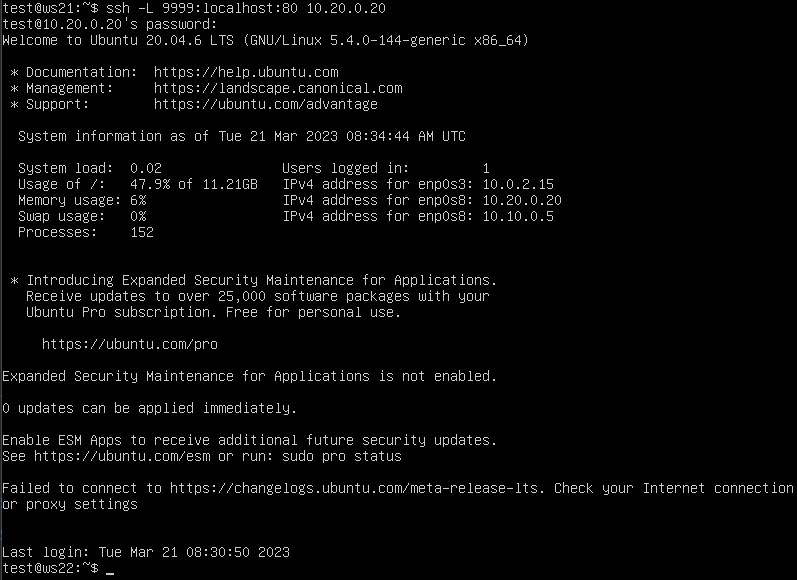 test@ws21:~$ ssh -L 9999:localhost:80 10.20.0.20
test@10.20.0.20's password:
Welcome to Ubuntu 20.04.6 LTS (GNU/Linux 5.4.0-144-generic x86_64)
* Documentation:  https://help.ubuntu.com
* Management:     https://landscape.canonical.com
* Support:        https://ubuntu.com/advantage
System information as of Tue 21 Mar 2023 08:34:44 AM UTC
System load:  0.02               Users logged in:         1
Usage of /:   47.9% of 11.21GB   IPv4 address for enp0s3: 10.0.2.15
Memory usage: 6%                 IPv4 address for enp0s8: 10.20.0.20
Swap usage:   0%                 IPv4 address for enp0s8: 10.10.0.5
Processes:    152
* Introducing Expanded Security Maintenance for Applications.
Receive updates to over 25,000 software packages with your
Ubuntu Pro subscription. Free for personal use.
https://ubuntu.com/pro
Expanded Security Maintenance for Applications is not enabled.
0 updates can be applied immediately.
Enable ESM Apps to receive additional future security updates.
See https://ubuntu.com/esm or run: sudo pro status
Failed to connect to https://changelogs.ubuntu.com/meta-release-lts. Check your Internet connection
or proxy settings
Last login: Tue Mar 21 08:30:50 2023
test@ws22:~$ _